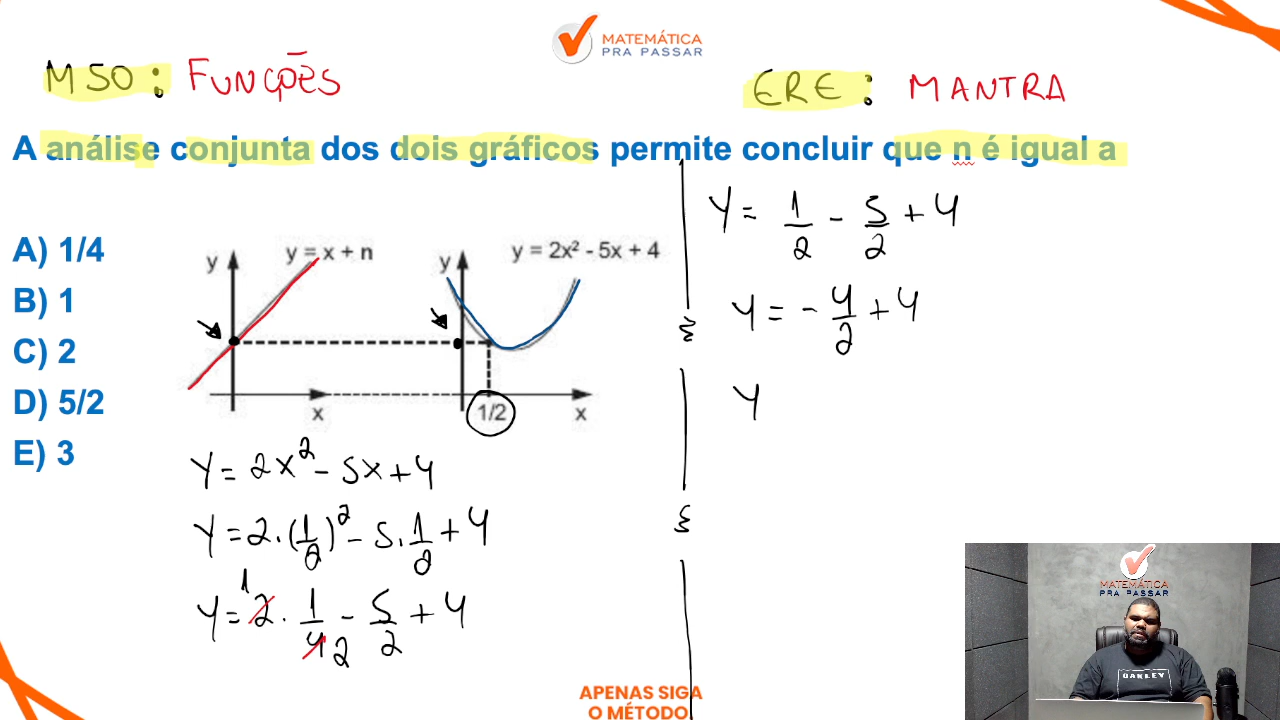 MATEMÁTICA
PRA PASSAR
MSO: FUNÇÕES
ERE: MANTRA
A análise conjunta dos dois gráficos permite concluir que n é igual a
A) 1/4
B) 1
C) 2
D) 5/2
E) 3
y
y = x + n
x
y
y = 2x² - 5x + 4
1/2
x
Y = 2x² - 5x + 4
Y = 2.(1/2)² - 5.1/2 + 4
Y = 2. 1/4 - 5/2 + 4
1
2
Y = 1/2 - 5/2 + 4
Y = -4/2 + 4
Y
MATEMÁTICA
PRA PASSAR
OAKLEY
APENAS SIGA
O MÉTODO